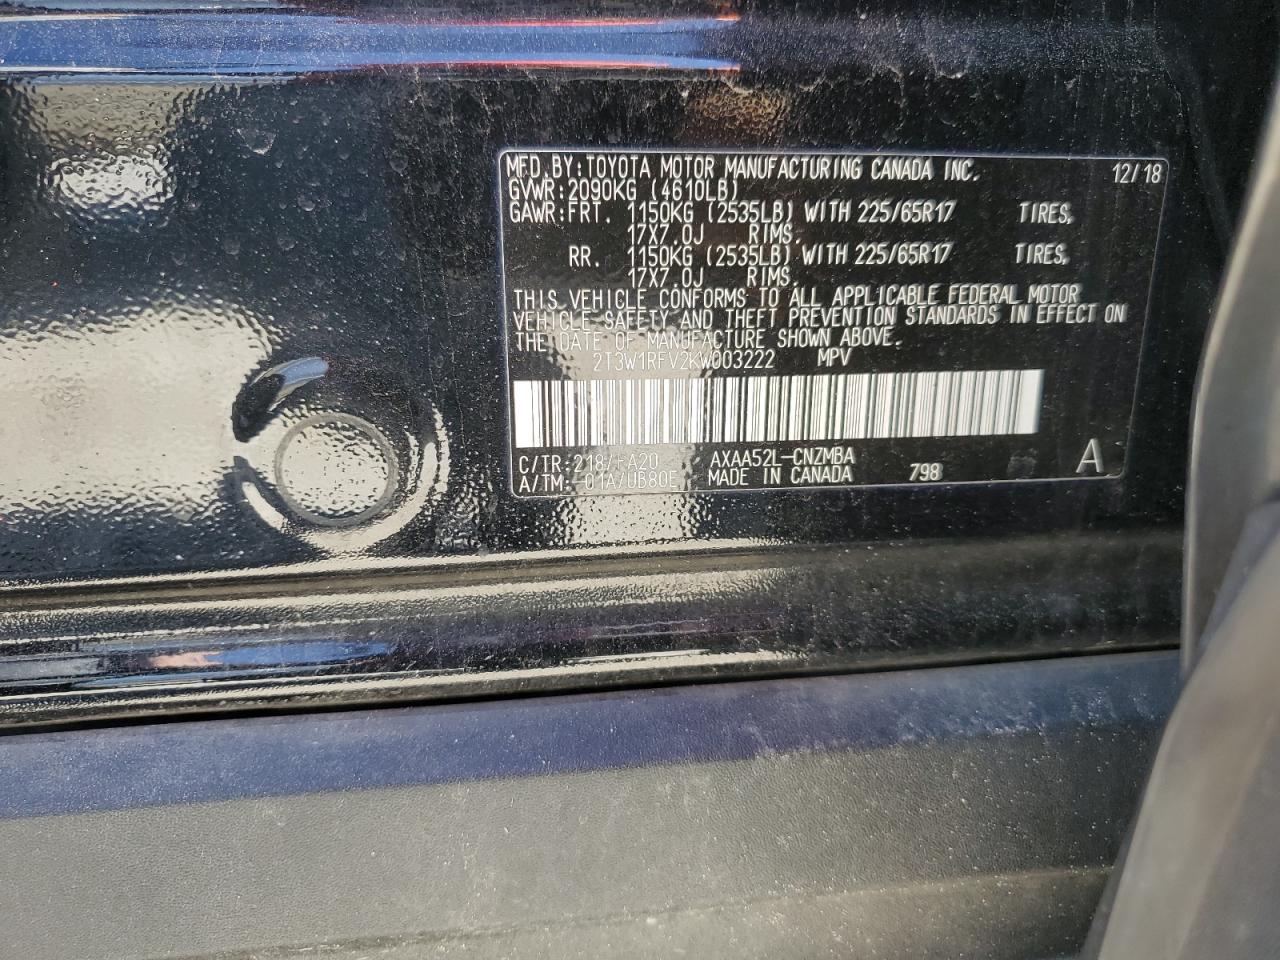 MFD.BY:TOYOTA MOTOR MANUFACTURING CANADA INC. 12/18
GVWR:2090KG (4610LB)
GAWR:FRT. 1150KG (2535LB) WITH 225/65R17 TIRES,
17X7.0J RIMS.
RR. 1150KG (2535LB) WITH 225/65R17 TIRES,
17X7.0J RIMS.
THIS VEHICLE CONFORMS TO ALL APPLICABLE FEDERAL MOTOR
VEHICLE SAFETY AND THEFT PREVENTION STANDARDS IN EFFECT ON
THE DATE OF MANUFACTURE SHOWN ABOVE.
2T3W1RFV2KW003222 MPV
C/TR:218/FA20 AXAA52L-CNZMBA A
A/TM:-01A/UB80E MADE IN CANADA 798